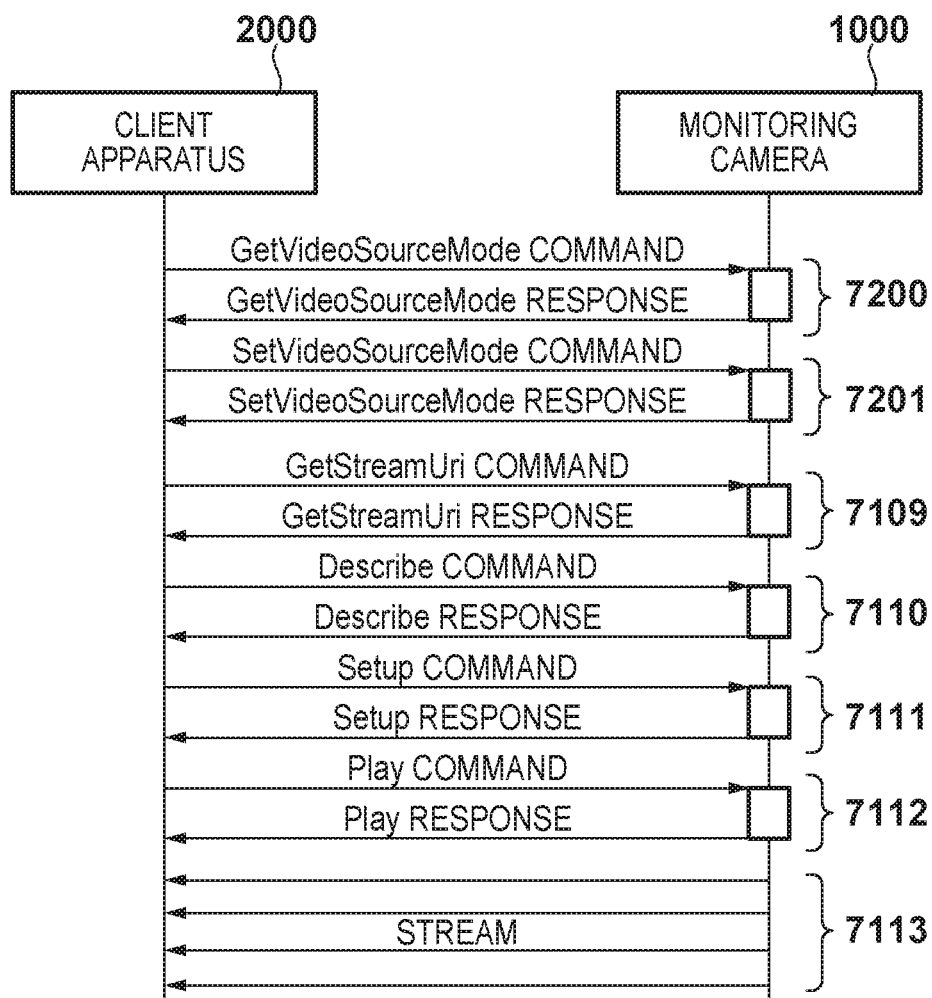 2000
1000
CLIENT
APPARATUS
MONITORING
CAMERA
GetVideoSourceMode COMMAND
GetVideoSourceMode RESPONSE
7200
SetVideoSourceMode COMMAND
SetVideoSourceMode RESPONSE
7201
GetStreamUri COMMAND
GetStreamUri RESPONSE
7109
Describe COMMAND
Describe RESPONSE
7110
Setup COMMAND
Setup RESPONSE
7111
Play COMMAND
Play RESPONSE
7112
STREAM
7113